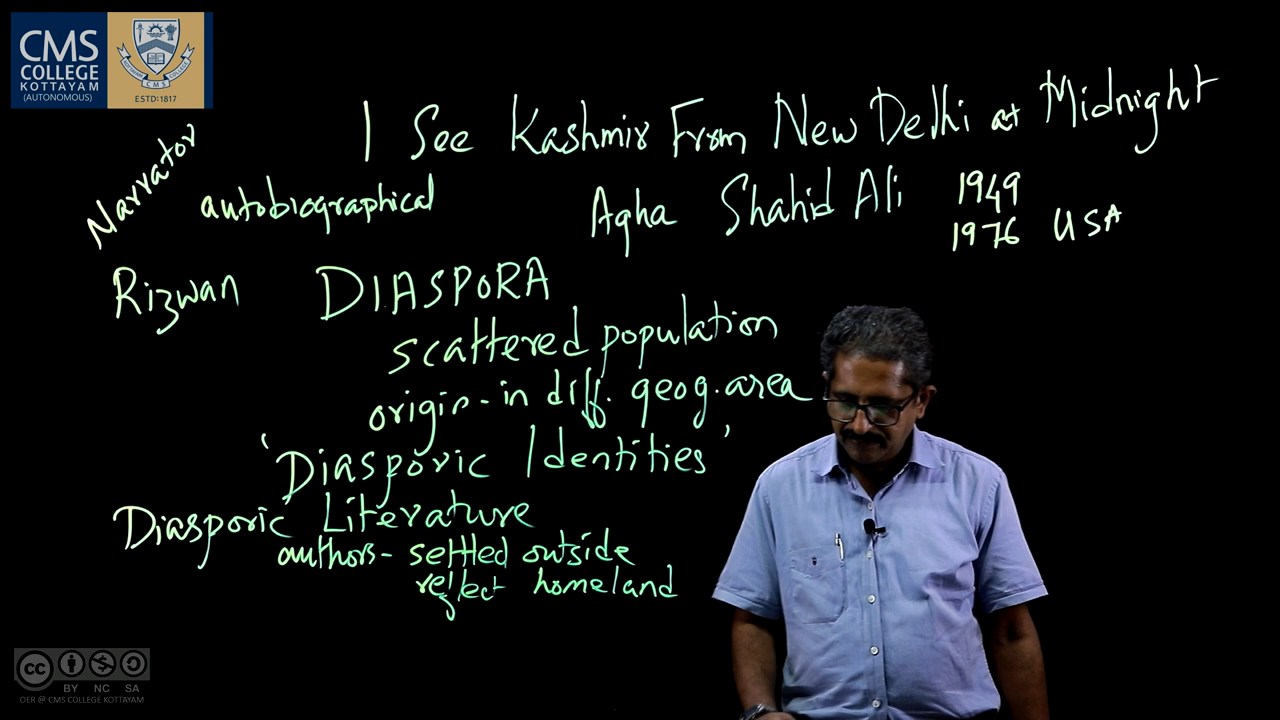 CMS
COLLEGE
KOTTAYAM
(AUTONOMOUS)
CMS
ESTD:1817
I See Kashmir From New Delhi at Midnight
Narrator
autobiographical
Agha Shahid Ali 1949
1976 USA
Rizwan DIASPORA
scattered population
origin - in diff. geog. area
'Diasporic Identities'
Diasporic Literature
authors - settled outside
reflect homeland
cc
BY NC SA
OER @ CMS COLLEGE KOTTAYAM